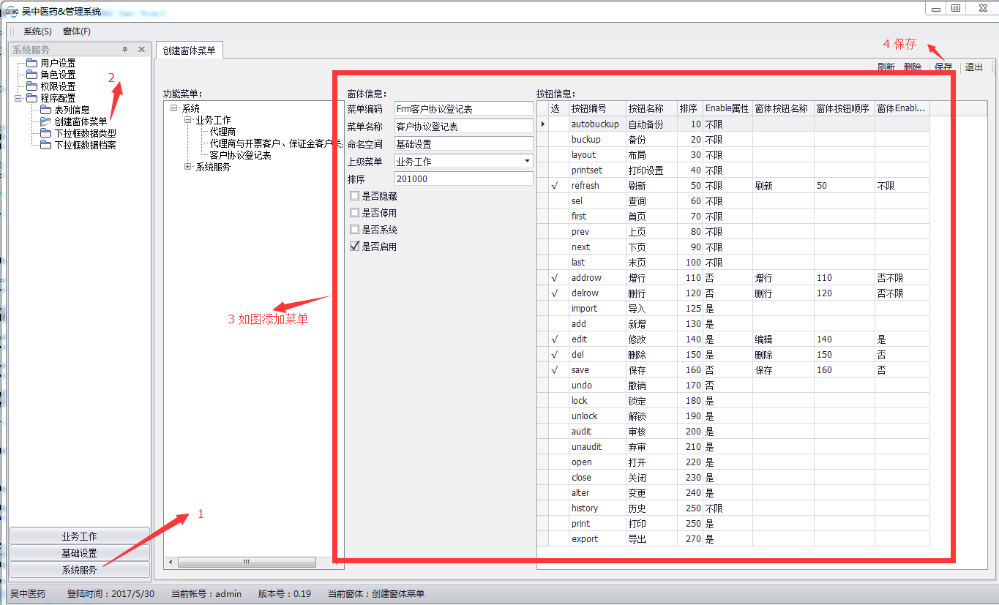 DEMO 吴中医药&管理系统
系统(S) 窗体(F)
系统服务
用户设置
角色设置
权限设置
程序配置
表列信息
创建窗体菜单
下拉框数据类型
下拉框数据档案
2
1
业务工作
基础设置
系统服务
创建窗体菜单
4 保存
刷新 删除 保存 退出
功能菜单：
系统
业务工作
代理商
代理商与开票客户、保证金客户关
客户协议登记表
系统服务
3 如图添加菜单
窗体信息：
菜单编码 Frm客户协议登记表
菜单名称 客户协议登记表
命名空间 基础设置
上级菜单 业务工作
排序 201000
是否隐藏
是否停用
是否系统
是否启用
按钮信息：
选 按钮编号 按钮名称 排序 Enable属性 窗体按钮名称 窗体按钮顺序 窗体Enabl...
autobuckup 自动备份 10 不限
buckup 备份 20 不限
layout 布局 30 不限
printset 打印设置 40 不限
√ refresh 刷新 50 不限 刷新 50 不限
sel 查询 60 不限
first 首页 70 不限
prev 上页 80 不限
next 下页 90 不限
last 末页 100 不限
√ addrow 增行 110 否 增行 110 否不限
√ delrow 删行 120 否 删行 120 否不限
import 导入 125 是
add 新增 130 是
√ edit 修改 140 是 编辑 140 是
√ del 删除 150 是 删除 150 否
√ save 保存 160 否 保存 160 否
undo 撤销 170 否
lock 锁定 180 是
unlock 解锁 190 是
audit 审核 200 是
unaudit 弃审 210 是
open 打开 220 是
close 关闭 230 是
alter 变更 240 是
history 历史 250 不限
print 打印 250 是
export 导出 270 是
吴中医药 登陆时间：2017/5/30 当前帐号：admin 版本号：0.19 当前窗体：创建窗体菜单